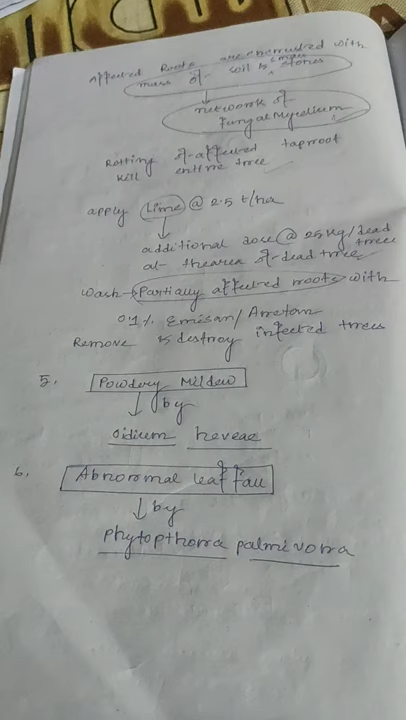 Affected Roots are encrusted with
mass of soil & small stones
network of
Fungal Mycelium
Rotting of affected taproot
kill entire tree
apply Lime @ 2.5 t/ha
additional dose @ 25 kg/dead tree
at the area of dead tree
wash Partially affected roots with
0.1% Emisan/Arretan
Remove & destroy infected trees
5. Powdery Mildew
by
oidium heveae
6. Abnormal leaf fall
by
Phytopthora palmivora